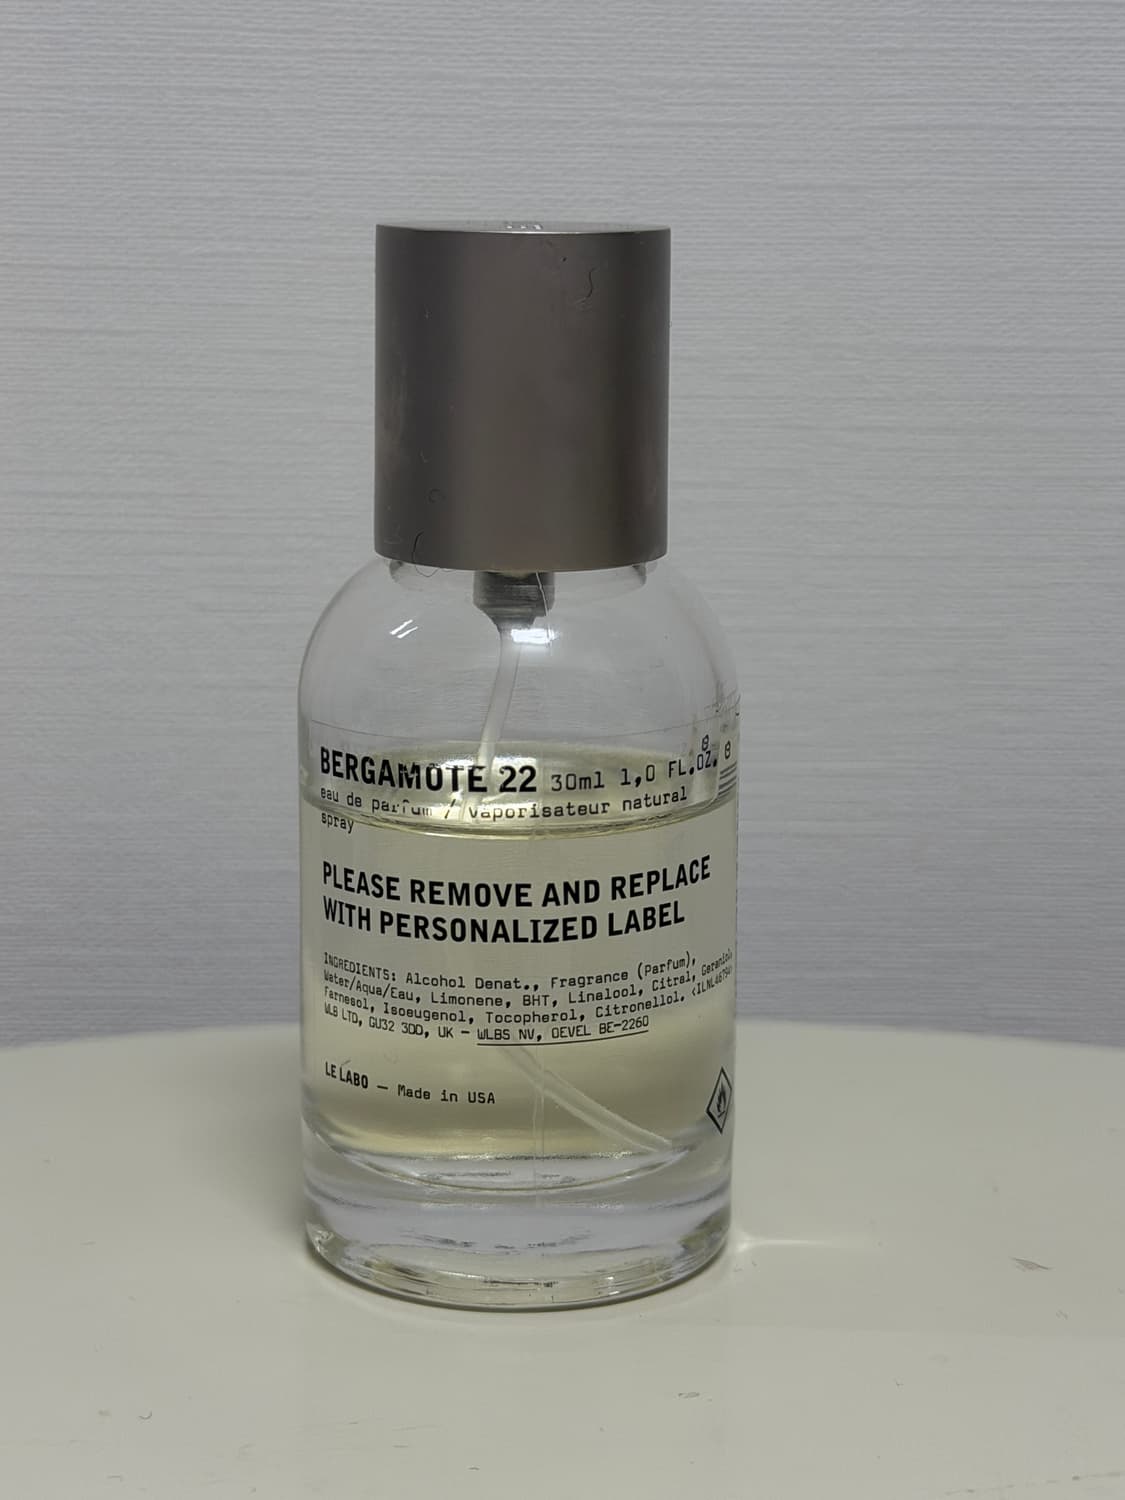 BERGAMOTE 22 30ml 1,0 FL.OZ.
eau de parfum / vaporisateur natural
spray
PLEASE REMOVE AND REPLACE
WITH PERSONALIZED LABEL
INGREDIENTS: Alcohol Denat., Fragrance (Parfum),
Water/Aqua/Eau, Limonene, BHT, Linalool, Citral, Geraniol,
Farnesol, Isoeugenol, Tocopherol, Citronellol.
WLB LTD, GU32 3DD, UK – WLBS NV, OEVEL BE-2260
LE LABO – Made in USA